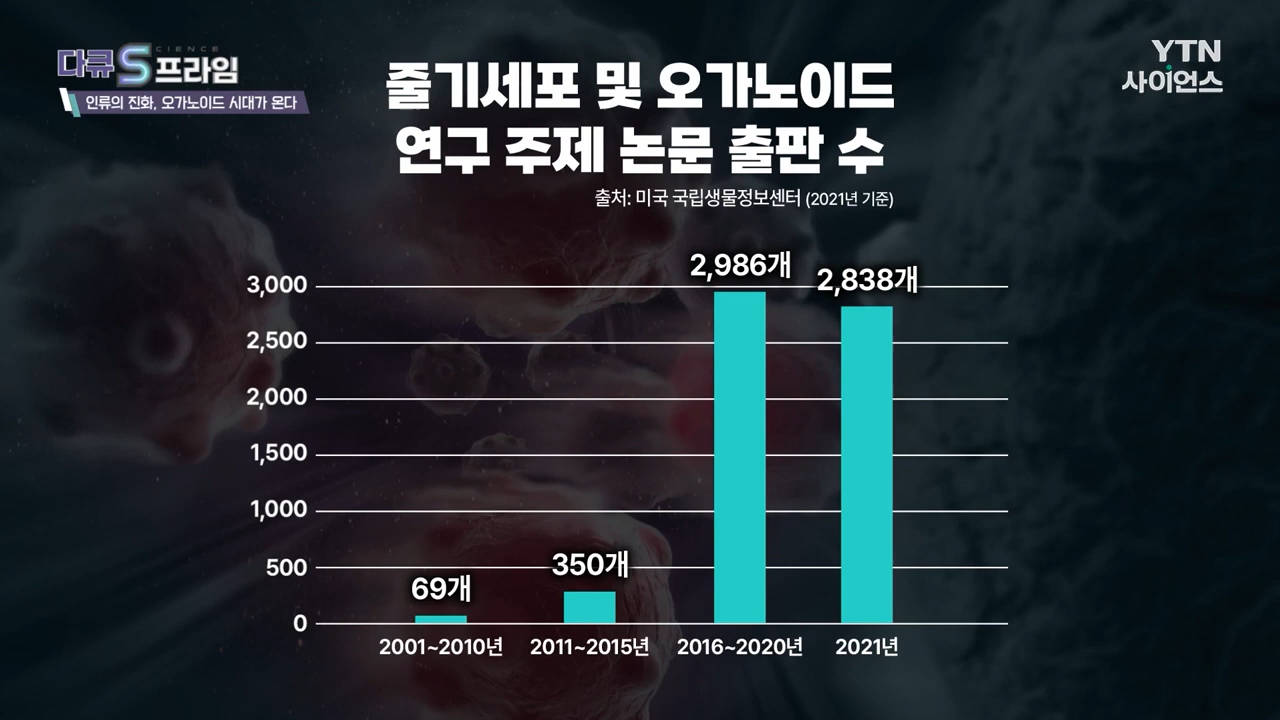 다큐S프라임
CIENCE
인류의 진화, 오가노이드 시대가 온다
YTN
사이언스
줄기세포 및 오가노이드
연구 주제 논문 출판 수
출처: 미국 국립생물정보센터 (2021년 기준)
3,000
2,500
2,000
1,500
1,000
500
0
69개
350개
2,986개
2,838개
2001~2010년
2011~2015년
2016~2020년
2021년